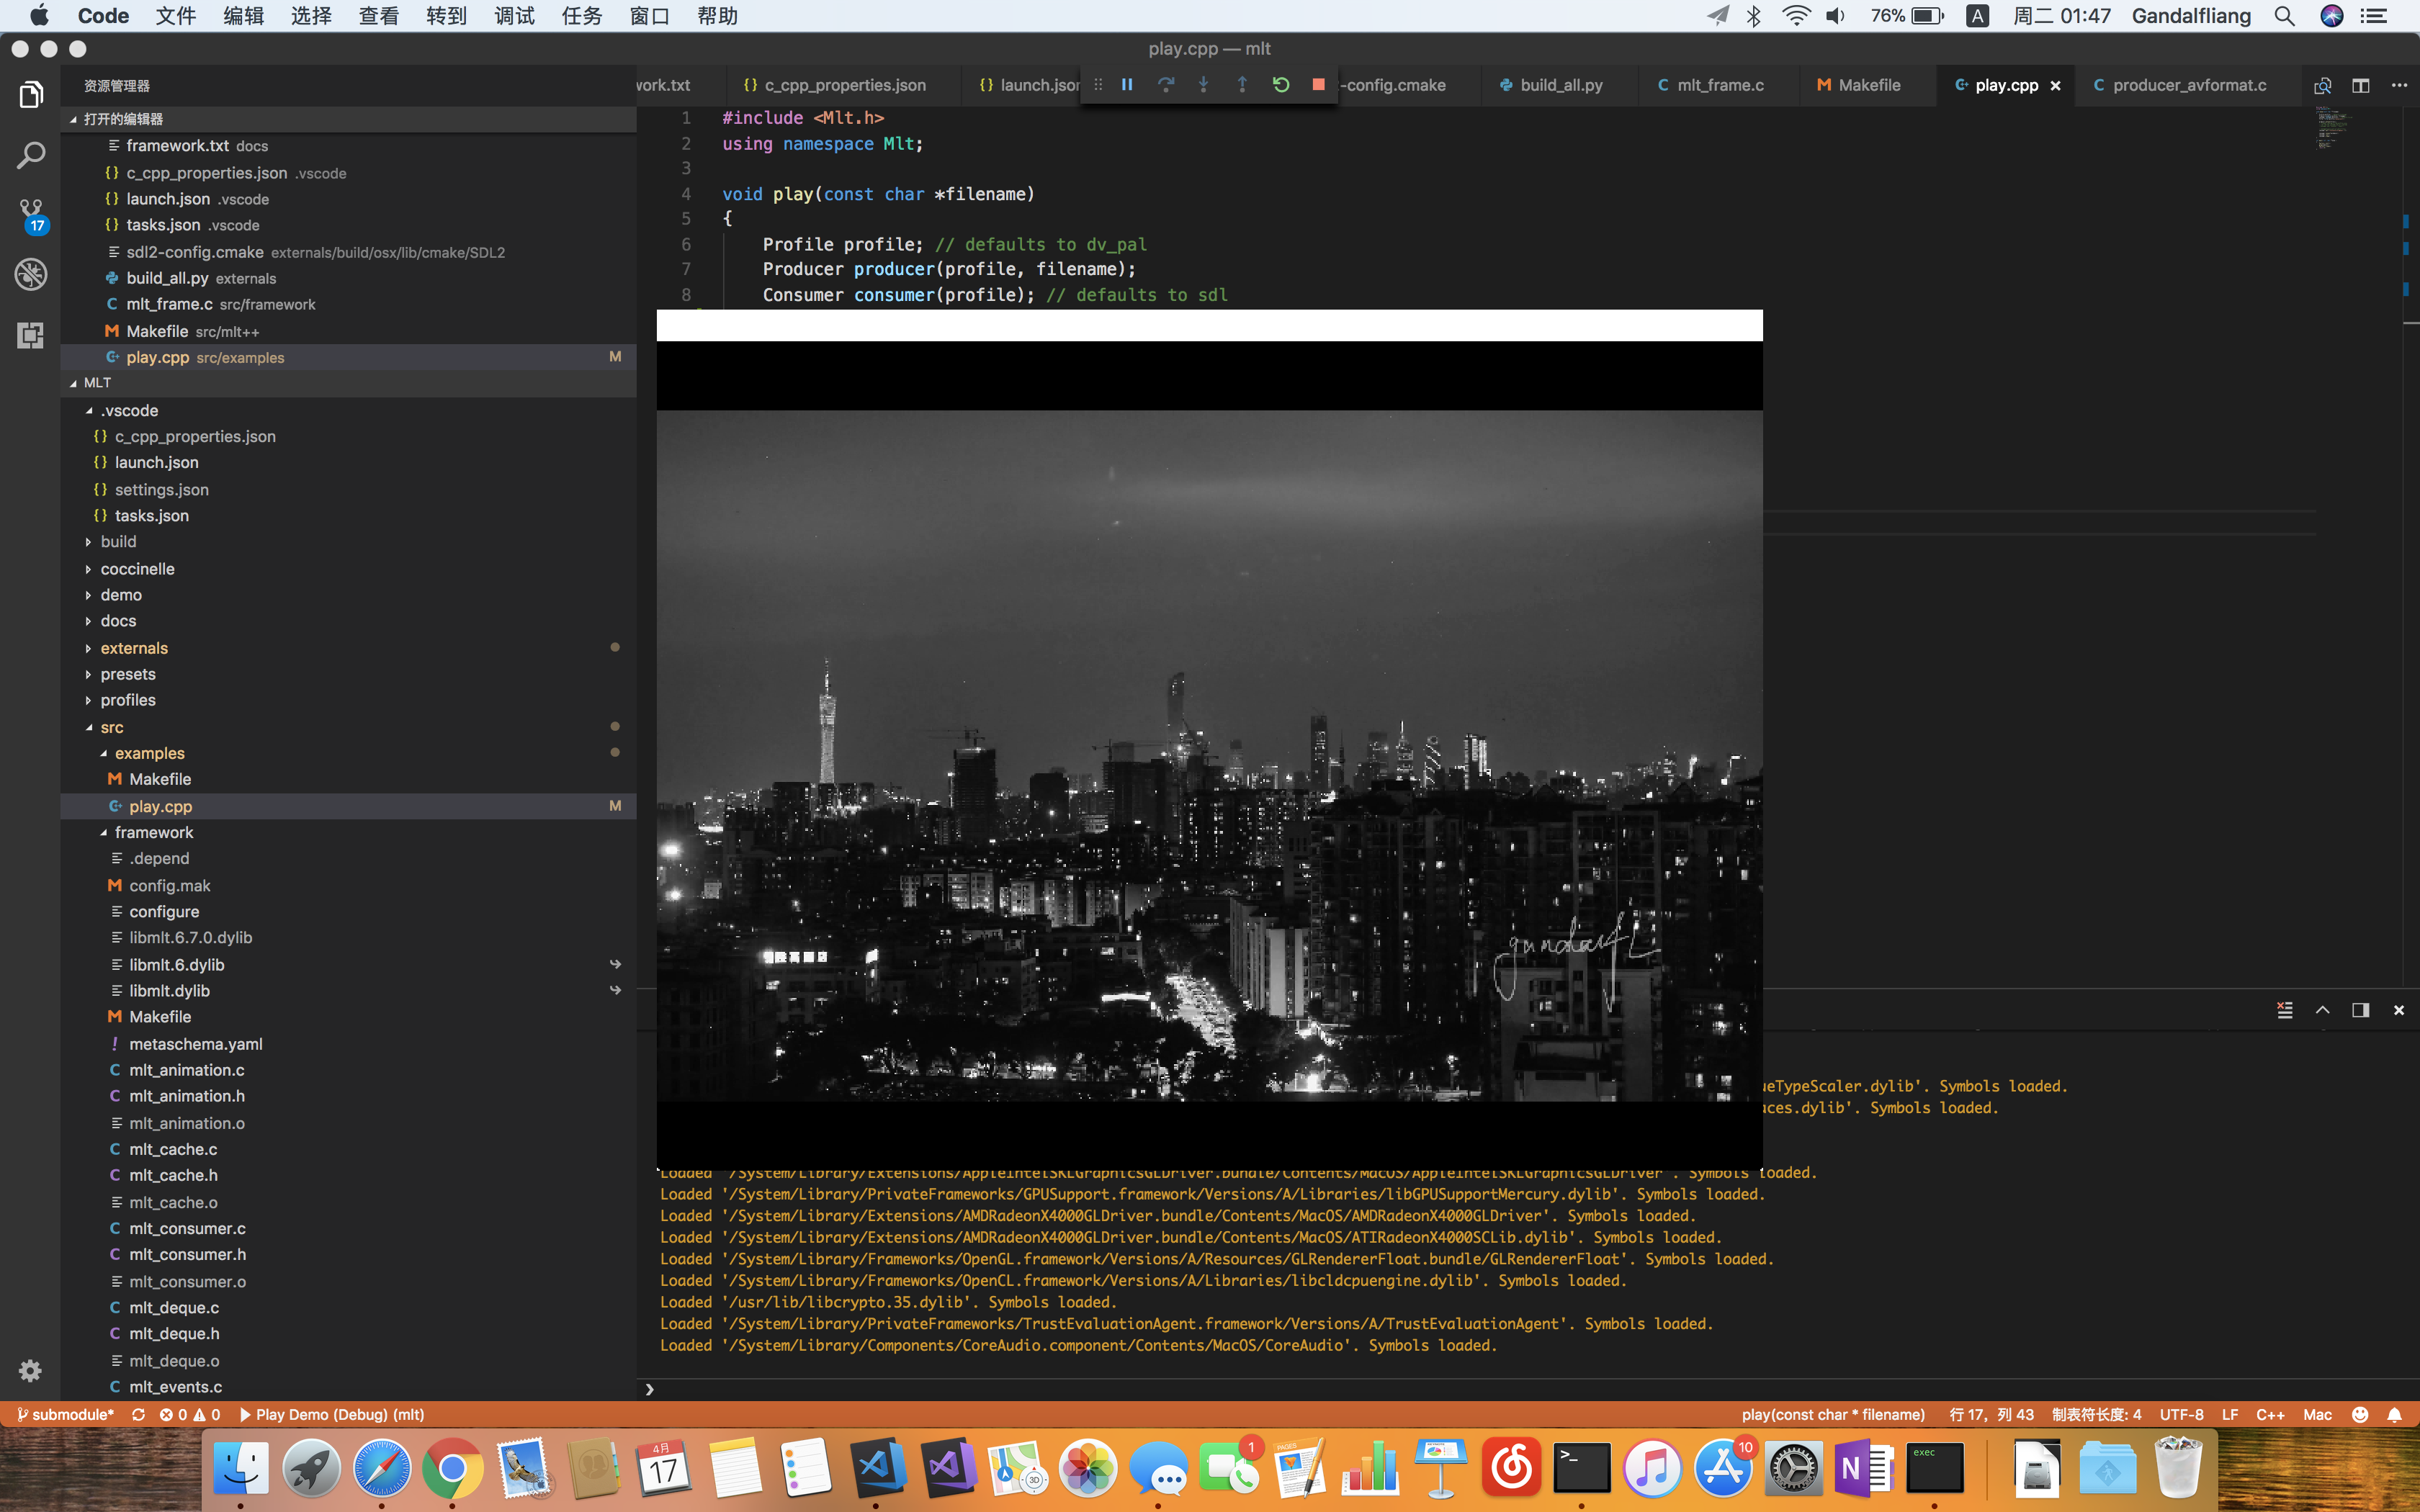 Code 文件 编辑 选择 查看 转到 调试 任务 窗口 帮助 76% A 周二 01:47 Gandalfliang
play.cpp — mlt
资源管理器
work.txt {} c_cpp_properties.json {} launch.json -config.cmake build_all.py C mlt_frame.c M Makefile play.cpp C producer_avformat.c
打开的编辑器
framework.txt docs
{} c_cpp_properties.json .vscode
{} launch.json .vscode
{} tasks.json .vscode
sdl2-config.cmake externals/build/osx/lib/cmake/SDL2
build_all.py externals
C mlt_frame.c src/framework
M Makefile src/mlt++
play.cpp src/examples M
17
MLT
.vscode
{} c_cpp_properties.json
{} launch.json
{} settings.json
{} tasks.json
build
coccinelle
demo
docs
externals
presets
profiles
src
examples
M Makefile
play.cpp M
framework
.depend
M config.mak
configure
libmlt.6.7.0.dylib
libmlt.6.dylib
libmlt.dylib
M Makefile
! metaschema.yaml
C mlt_animation.c
C mlt_animation.h
mlt_animation.o
C mlt_cache.c
C mlt_cache.h
mlt_cache.o
C mlt_consumer.c
C mlt_consumer.h
mlt_consumer.o
C mlt_deque.c
C mlt_deque.h
mlt_deque.o
C mlt_events.c
1 #include <Mlt.h>
2 using namespace Mlt;
3
4 void play(const char *filename)
5 {
6 Profile profile; // defaults to dv_pal
7 Producer producer(profile, filename);
8 Consumer consumer(profile); // defaults to sdl
gandalfL
ueTypeScaler.dylib'. Symbols loaded.
aces.dylib'. Symbols loaded.
Loaded '/System/Library/Extensions/AppleIntelSKLGraphicsGLDriver.bundle/Contents/MacOS/AppleIntelSKLGraphicsGLDriver'. Symbols loaded.
Loaded '/System/Library/PrivateFrameworks/GPUSupport.framework/Versions/A/Libraries/libGPUSupportMercury.dylib'. Symbols loaded.
Loaded '/System/Library/Extensions/AMDRadeonX4000GLDriver.bundle/Contents/MacOS/AMDRadeonX4000GLDriver'. Symbols loaded.
Loaded '/System/Library/Extensions/AMDRadeonX4000GLDriver.bundle/Contents/MacOS/ATIRadeonX4000SCLib.dylib'. Symbols loaded.
Loaded '/System/Library/Frameworks/OpenGL.framework/Versions/A/Resources/GLRendererFloat.bundle/GLRendererFloat'. Symbols loaded.
Loaded '/System/Library/Frameworks/OpenCL.framework/Versions/A/Libraries/libcldcpuengine.dylib'. Symbols loaded.
Loaded '/usr/lib/libcrypto.35.dylib'. Symbols loaded.
Loaded '/System/Library/PrivateFrameworks/TrustEvaluationAgent.framework/Versions/A/TrustEvaluationAgent'. Symbols loaded.
Loaded '/System/Library/Components/CoreAudio.component/Contents/MacOS/CoreAudio'. Symbols loaded.
submodule* 0 0 Play Demo (Debug) (mlt) play(const char * filename) 行 17，列 43 制表符长度: 4 UTF-8 LF C++ Mac
4月 17 3D 1 PAGES 10 N exec